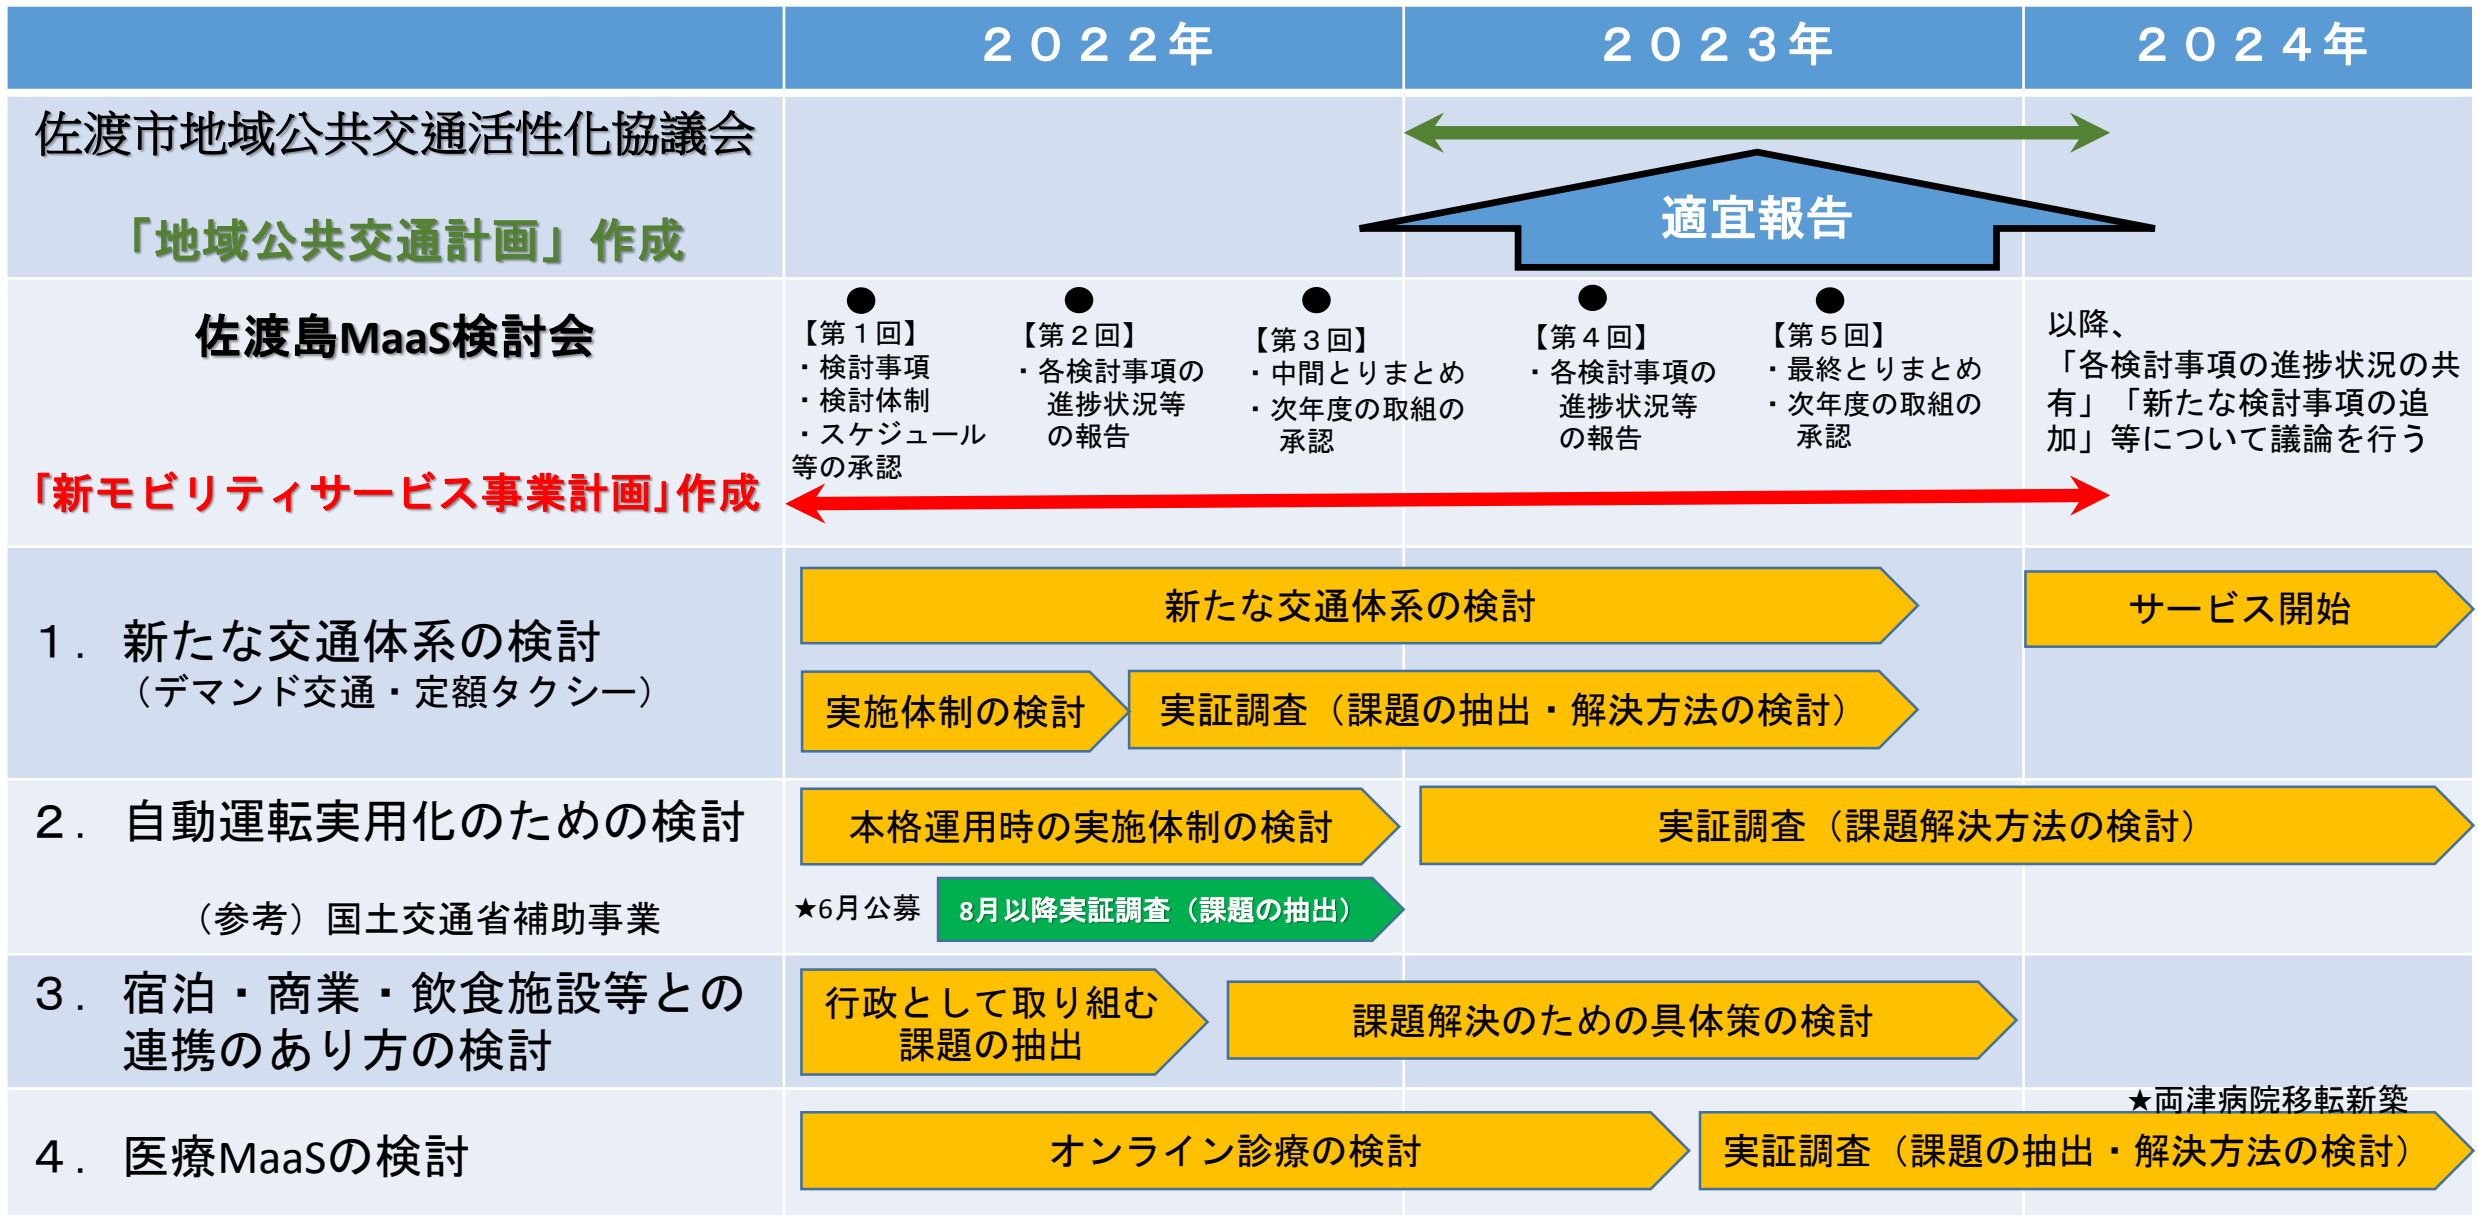 ２０２２年
２０２３年
２０２４年
佐渡市地域公共交通活性化協議会
「地域公共交通計画」作成
適宜報告
佐渡島MaaS検討会
「新モビリティサービス事業計画」作成
【第１回】
・検討事項
・検討体制
・スケジュール
等の承認
【第２回】
・各検討事項の
進捗状況等
の報告
【第３回】
・中間とりまとめ
・次年度の取組の
承認
【第４回】
・各検討事項の
進捗状況等
の報告
【第５回】
・最終とりまとめ
・次年度の取組の
承認
以降、
「各検討事項の進捗状況の共
有」「新たな検討事項の追
加」等について議論を行う
１．新たな交通体系の検討
（デマンド交通・定額タクシー）
新たな交通体系の検討
サービス開始
実施体制の検討
実証調査（課題の抽出・解決方法の検討）
２．自動運転実用化のための検討
（参考）国土交通省補助事業
本格運用時の実施体制の検討
実証調査（課題解決方法の検討）
★6月公募
8月以降実証調査（課題の抽出）
３．宿泊・商業・飲食施設等との
連携のあり方の検討
行政として取り組む
課題の抽出
課題解決のための具体策の検討
４．医療MaaSの検討
オンライン診療の検討
★両津病院移転新築
実証調査（課題の抽出・解決方法の検討）